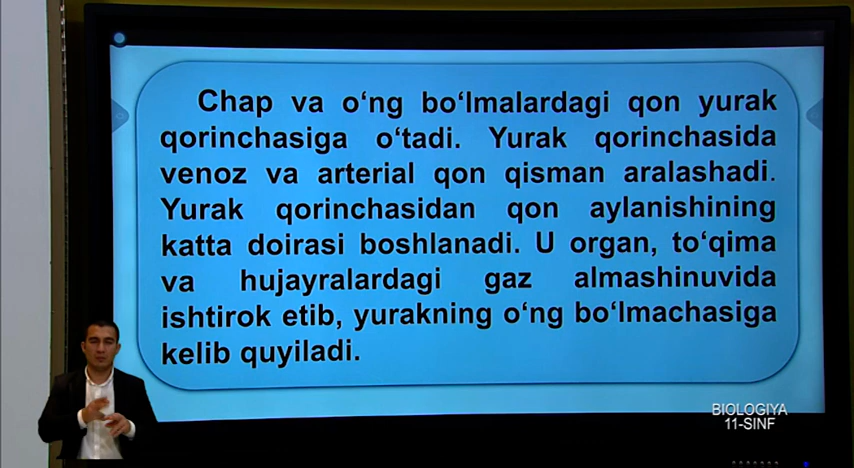 Chap va o‘ng bo‘lmalardagi qon yurak
qorinchasiga o‘tadi. Yurak qorinchasida
venoz va arterial qon qisman aralashadi.
Yurak qorinchasidan qon aylanishining
katta doirasi boshlanadi. U organ, to‘qima
va hujayralardagi gaz almashinuvida
ishtirok etib, yurakning o‘ng bo‘lmachasiga
kelib quyiladi.
BIOLOGIYA
11-SINF